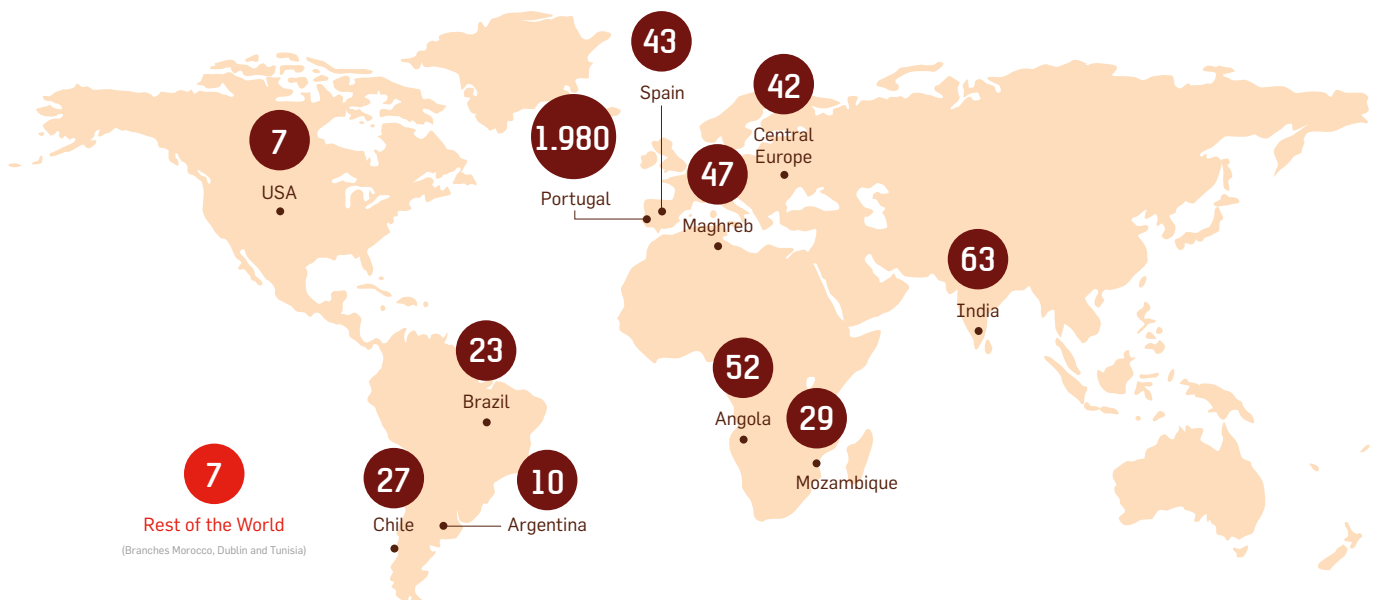 43
Spain
42
Central
Europe
7
USA
1.980
Portugal
47
Maghreb
63
India
23
Brazil
52
Angola
29
Mozambique
7
Rest of the World
(Branches Morocco, Dublin and Tunisia)
27
Chile
10
Argentina